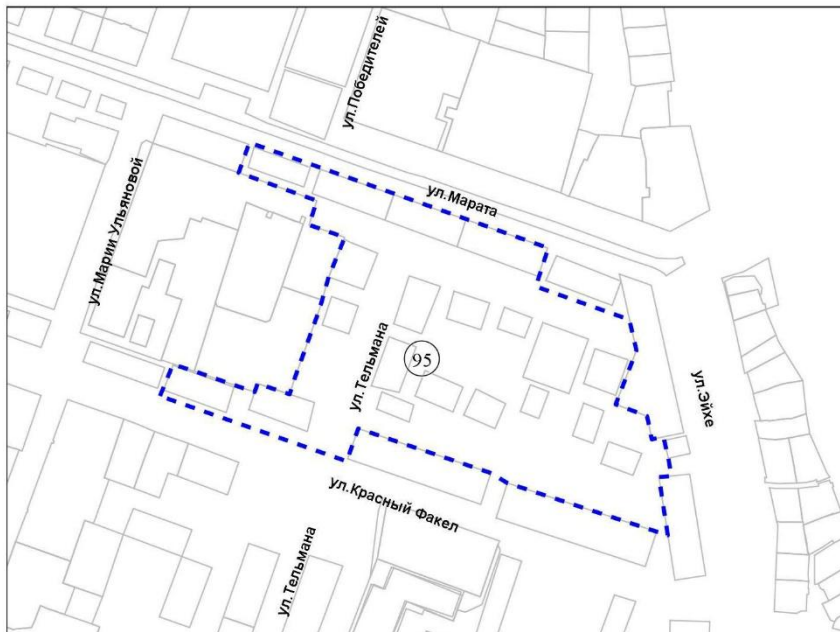 ул.Победителей
ул.Марата
ул.Марии Ульяновой
ул.Тельмана
95
ул.Эйхе
ул.Красный Факел
ул.Тельмана